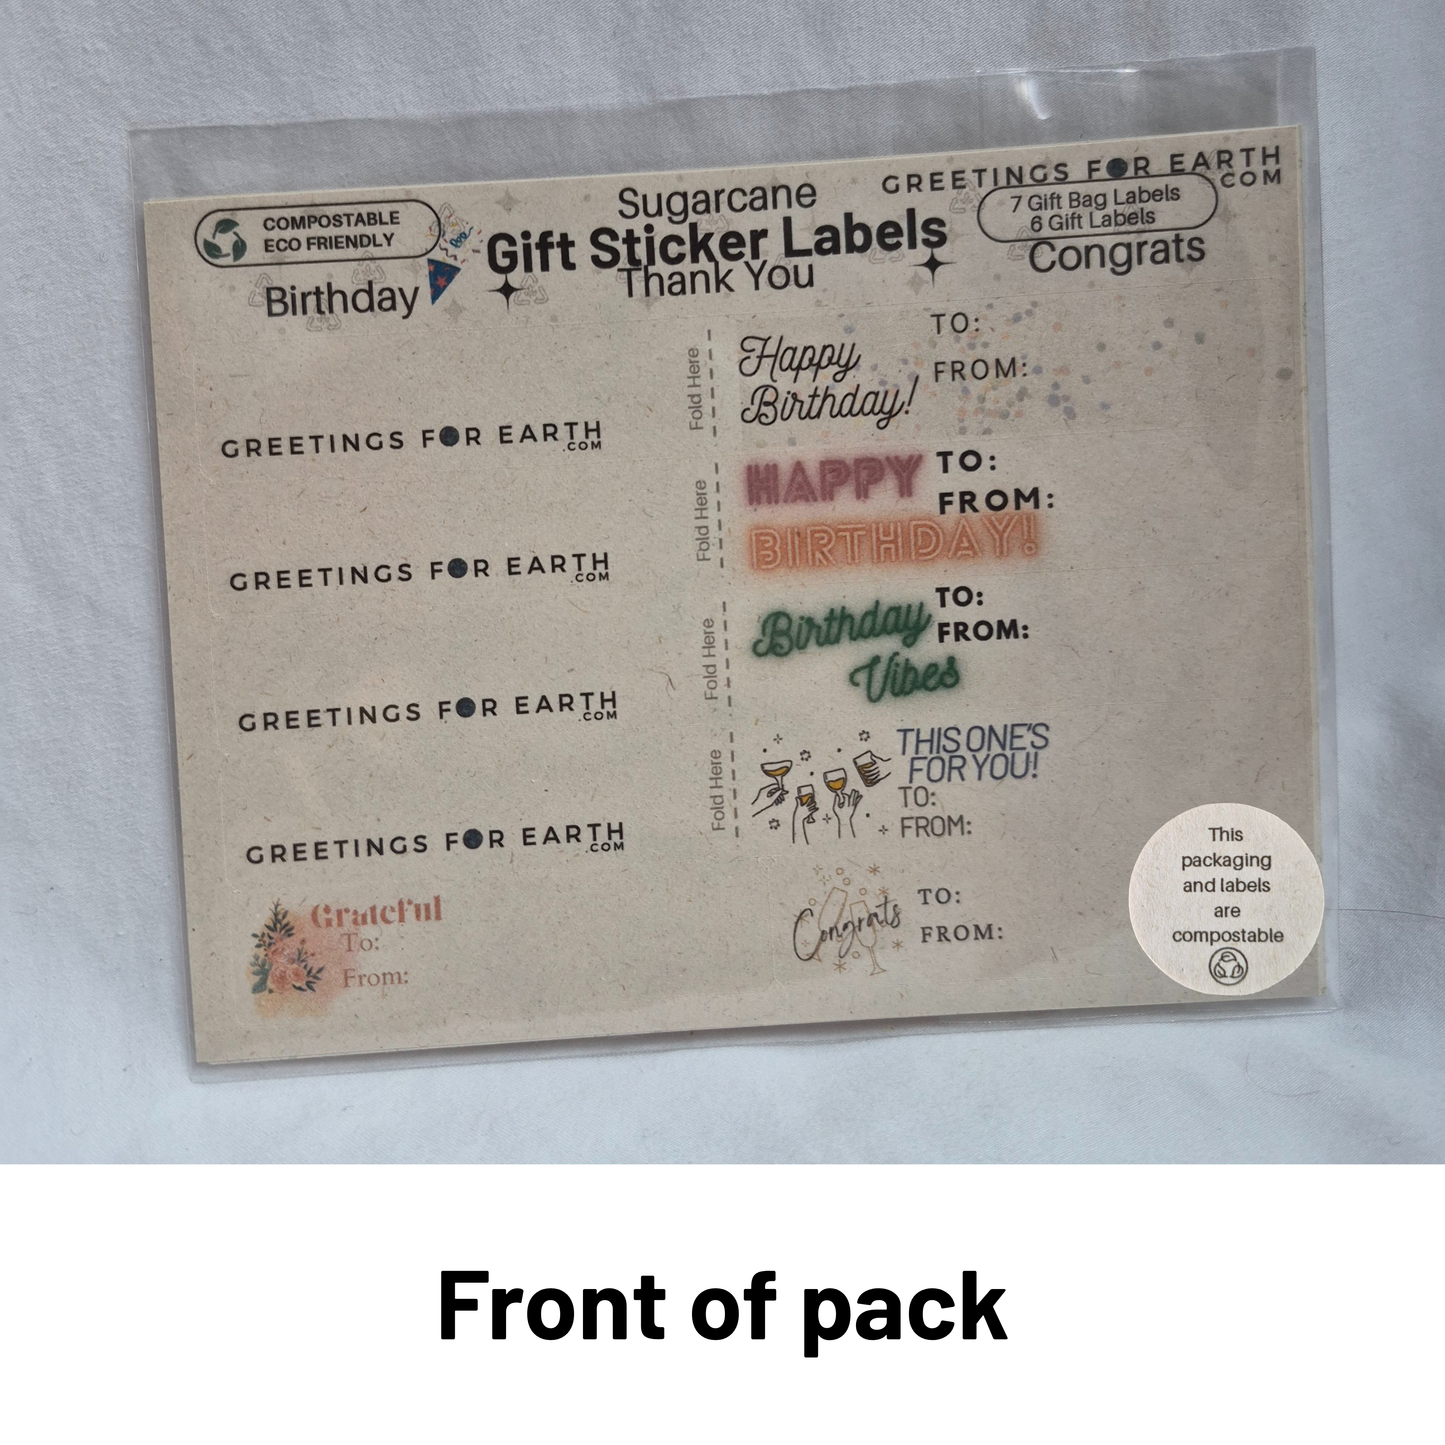 GREETINGS FOR EARTH
.COM
COMPOSTABLE
ECO FRIENDLY
Sugarcane
Gift Sticker Labels
Thank You
7 Gift Bag Labels
6 Gift Labels
Birthday
Congrats
Fold Here
Happy
Birthday!
TO:
FROM:
GREETINGS FOR EARTH
.COM
Fold Here
HAPPY
BIRTHDAY!
TO:
FROM:
GREETINGS FOR EARTH
.COM
Fold Here
Birthday
Vibes
TO:
FROM:
GREETINGS FOR EARTH
.COM
Fold Here
THIS ONE'S
FOR YOU!
TO:
FROM:
GREETINGS FOR EARTH
.COM
Grateful
To:
From:
Congrats
TO:
FROM:
This
packaging
and labels
are
compostable
Front of pack